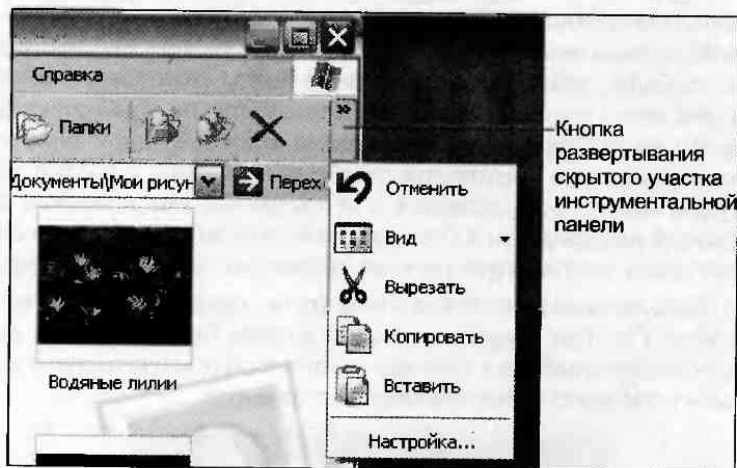 Справка
Папки
»
Документы\Мои рисун
Перех
Кнопка
развертывания
скрытого участка
инструментальной
панели
Отменить
Вид
Вырезать
Копировать
Вставить
Настройка...
Водяные лилии